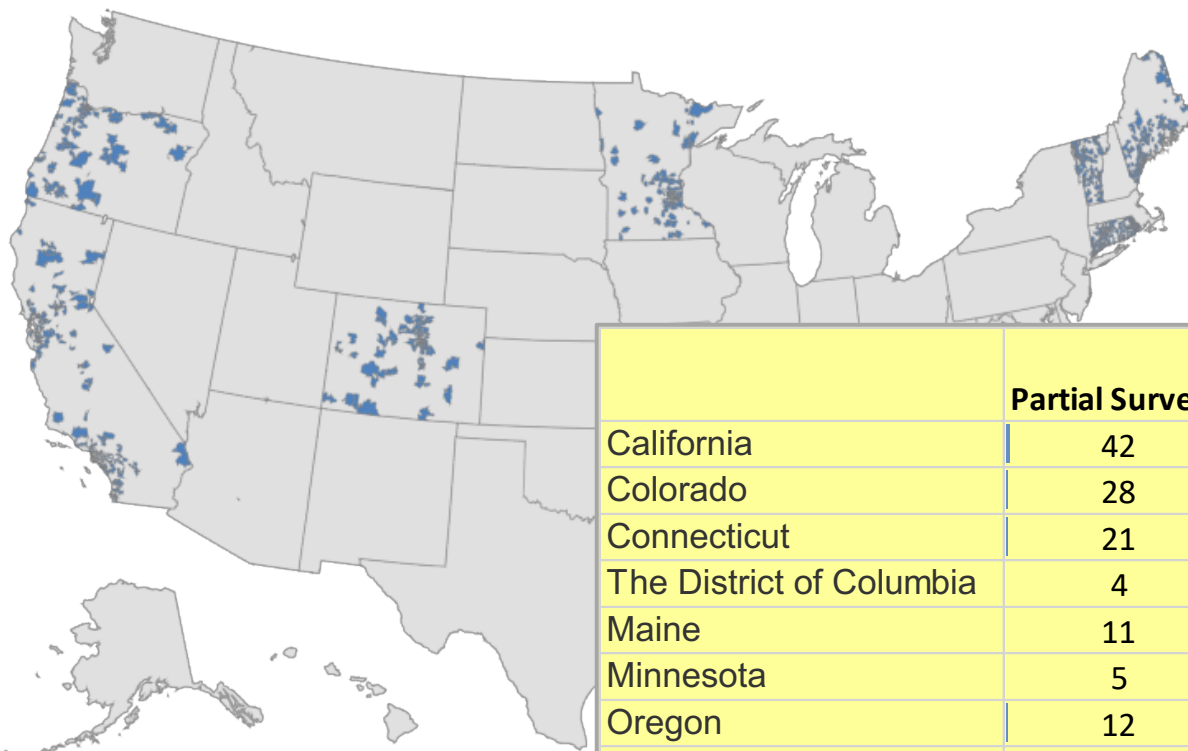 Partial Surve
California 42
Colorado 28
Connecticut 21
The District of Columbia 4
Maine 11
Minnesota 5
Oregon 12